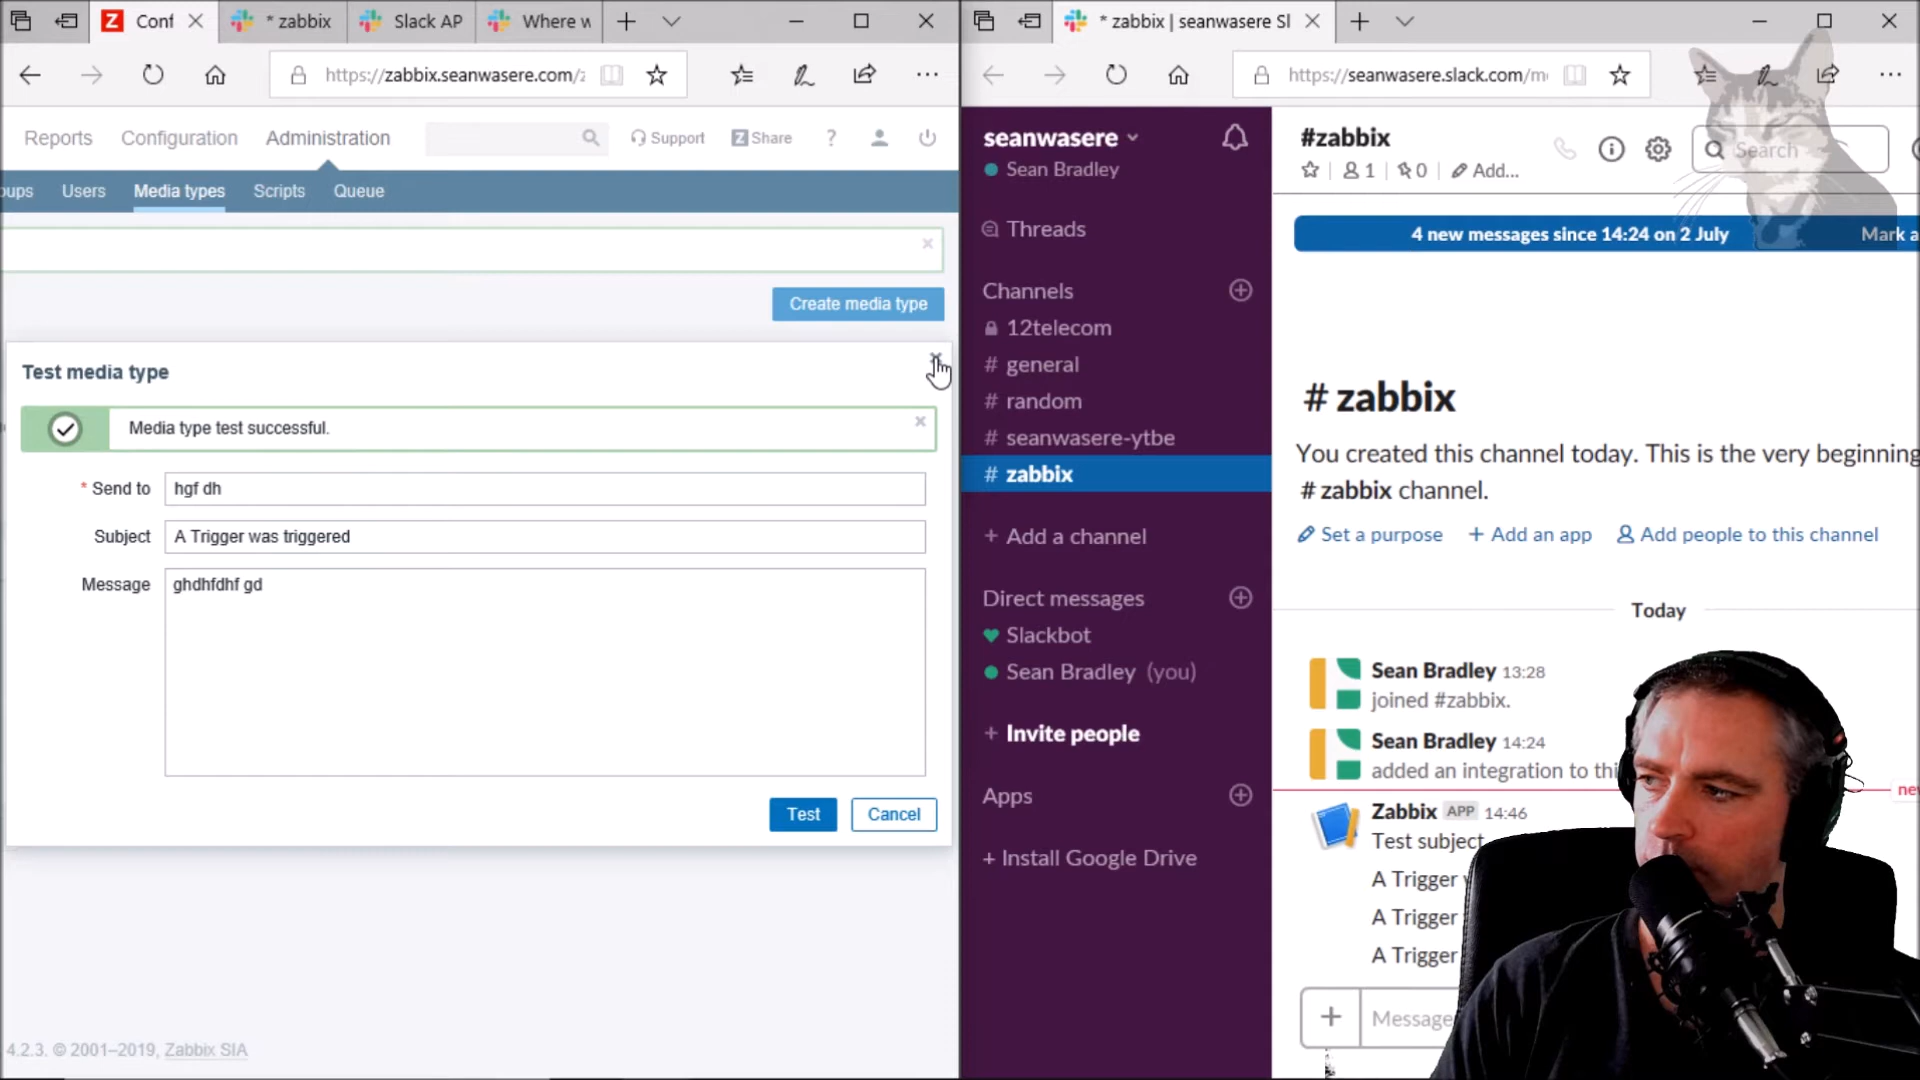 Conf
* zabbix
Slack AP
Where w
https://zabbix.seanwasere.com/z
Reports
Configuration
Administration
Support
Z Share
?
oups
Users
Media types
Scripts
Queue
Create media type
Test media type
Media type test successful.
* Send to
hgf dh
Subject
A Trigger was triggered
Message
ghdhfdhf gd
Test
Cancel
4.2.3. © 2001–2019, Zabbix SIA
* zabbix | seanwasere Sl
https://seanwasere.slack.com/m
seanwasere
Sean Bradley
Threads
Channels
12telecom
# general
# random
# seanwasere-ytbe
# zabbix
+ Add a channel
Direct messages
Slackbot
Sean Bradley (you)
+ Invite people
Apps
+ Install Google Drive
#zabbix
1
0
Add...
Search
4 new messages since 14:24 on 2 July
Mark a
# zabbix
You created this channel today. This is the very beginning
# zabbix channel.
Set a purpose
+ Add an app
Add people to this channel
Today
Sean Bradley 13:28
joined #zabbix.
Sean Bradley 14:24
added an integration to thi
new
Zabbix APP 14:46
Test subject
A Trigger
A Trigger
A Trigger
Message